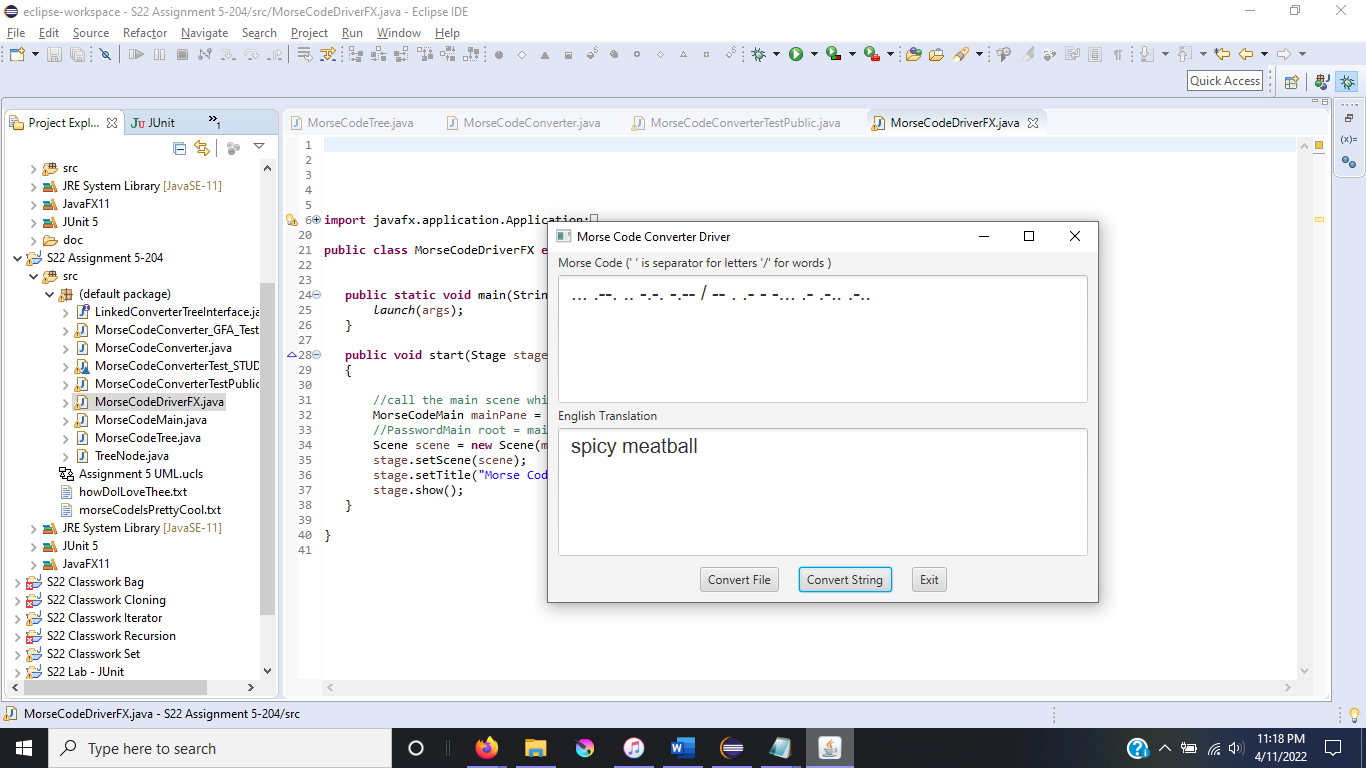 eclipse-workspace - S22 Assignment 5-204/src/MorseCodeDriverFX.java - Eclipse IDE
File Edit Source Refactor Navigate Search Project Run Window Help
Quick Access
Project Expl...
JUnit
MorseCodeTree.java
MorseCodeConverter.java
MorseCodeConverterTestPublic.java
MorseCodeDriverFX.java
src
JRE System Library [JavaSE-11]
JavaFX11
JUnit 5
doc
S22 Assignment 5-204
src
(default package)
LinkedConverterTreeInterface.ja
MorseCodeConverter_GFA_Test
MorseCodeConverter.java
MorseCodeConverterTest_STUD
MorseCodeConverterTestPublic
MorseCodeDriverFX.java
MorseCodeMain.java
MorseCodeTree.java
TreeNode.java
Assignment 5 UML.ucls
howDoILoveThee.txt
morseCodeIsPrettyCool.txt
JRE System Library [JavaSE-11]
JUnit 5
JavaFX11
S22 Classwork Bag
S22 Classwork Cloning
S22 Classwork Iterator
S22 Classwork Recursion
S22 Classwork Set
S22 Lab - JUnit
1
2
3
4
5
6 import javafx.application.Application;
20
21 public class MorseCodeDriverFX e
22
23
24 public static void main(Strin
25 launch(args);
26 }
27
28 public void start(Stage stage
29 {
30
31 //call the main scene whi
32 MorseCodeMain mainPane =
33 //PasswordMain root = mai
34 Scene scene = new Scene(m
35 stage.setScene(scene);
36 stage.setTitle("Morse Cod
37 stage.show();
38 }
39
40 }
41
Morse Code Converter Driver
Morse Code (' ' is separator for letters '/' for words )
... .--. .. -.-. -.-- / -- . .- - -... .- .-.. .-..
English Translation
spicy meatball
Convert File
Convert String
Exit
MorseCodeDriverFX.java - S22 Assignment 5-204/src
Type here to search
11:18 PM
4/11/2022